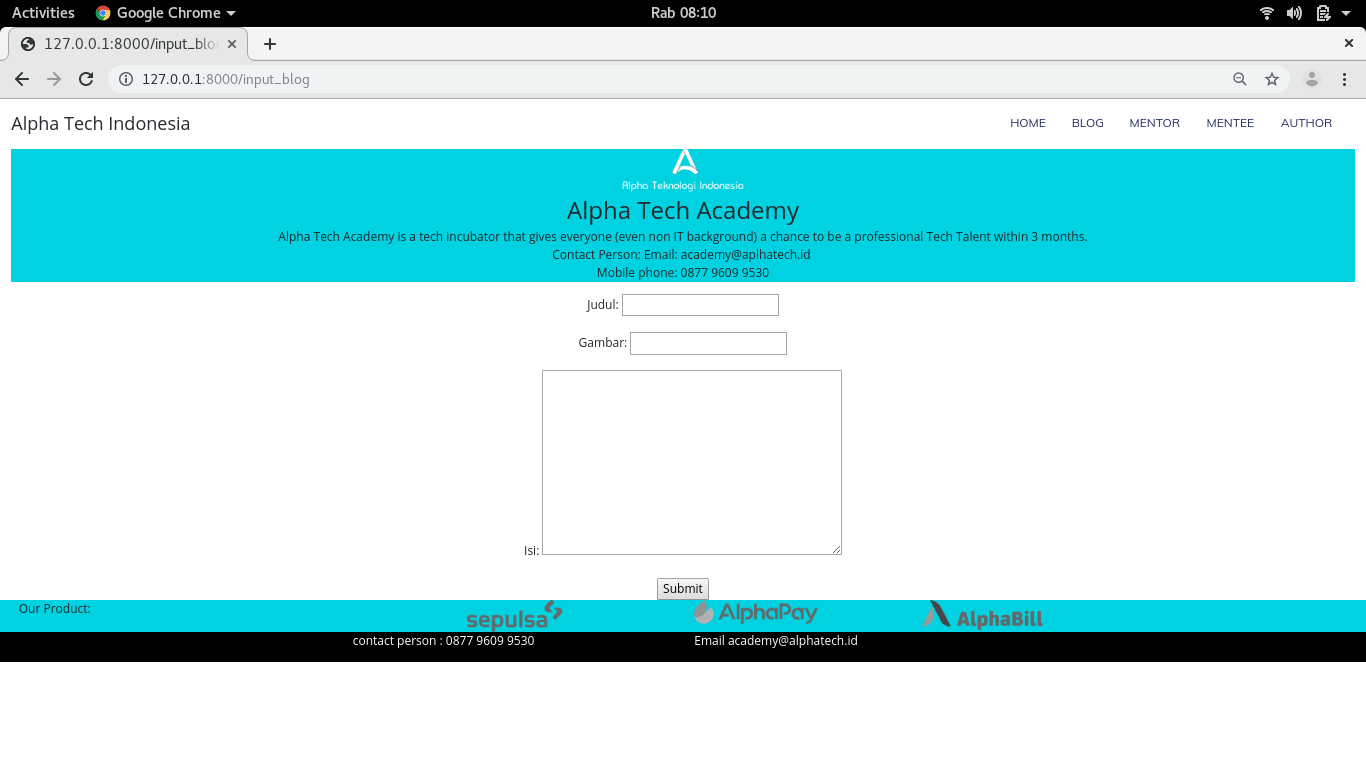 Activities Google Chrome Rab 08:10
127.0.0.1:8000/input_blo
127.0.0.1:8000/input_blog
Alpha Tech Indonesia HOME BLOG MENTOR MENTEE AUTHOR
Alpha Teknologi Indonesia
Alpha Tech Academy
Alpha Tech Academy is a tech incubator that gives everyone (even non IT background) a chance to be a professional Tech Talent within 3 months.
Contact Person: Email: academy@aplhatech.id
Mobile phone: 0877 9609 9530
Judul:
Gambar:
Isi:
Submit
Our Product: sepulsa AlphaPay AlphaBill
contact person : 0877 9609 9530 Email academy@alphatech.id